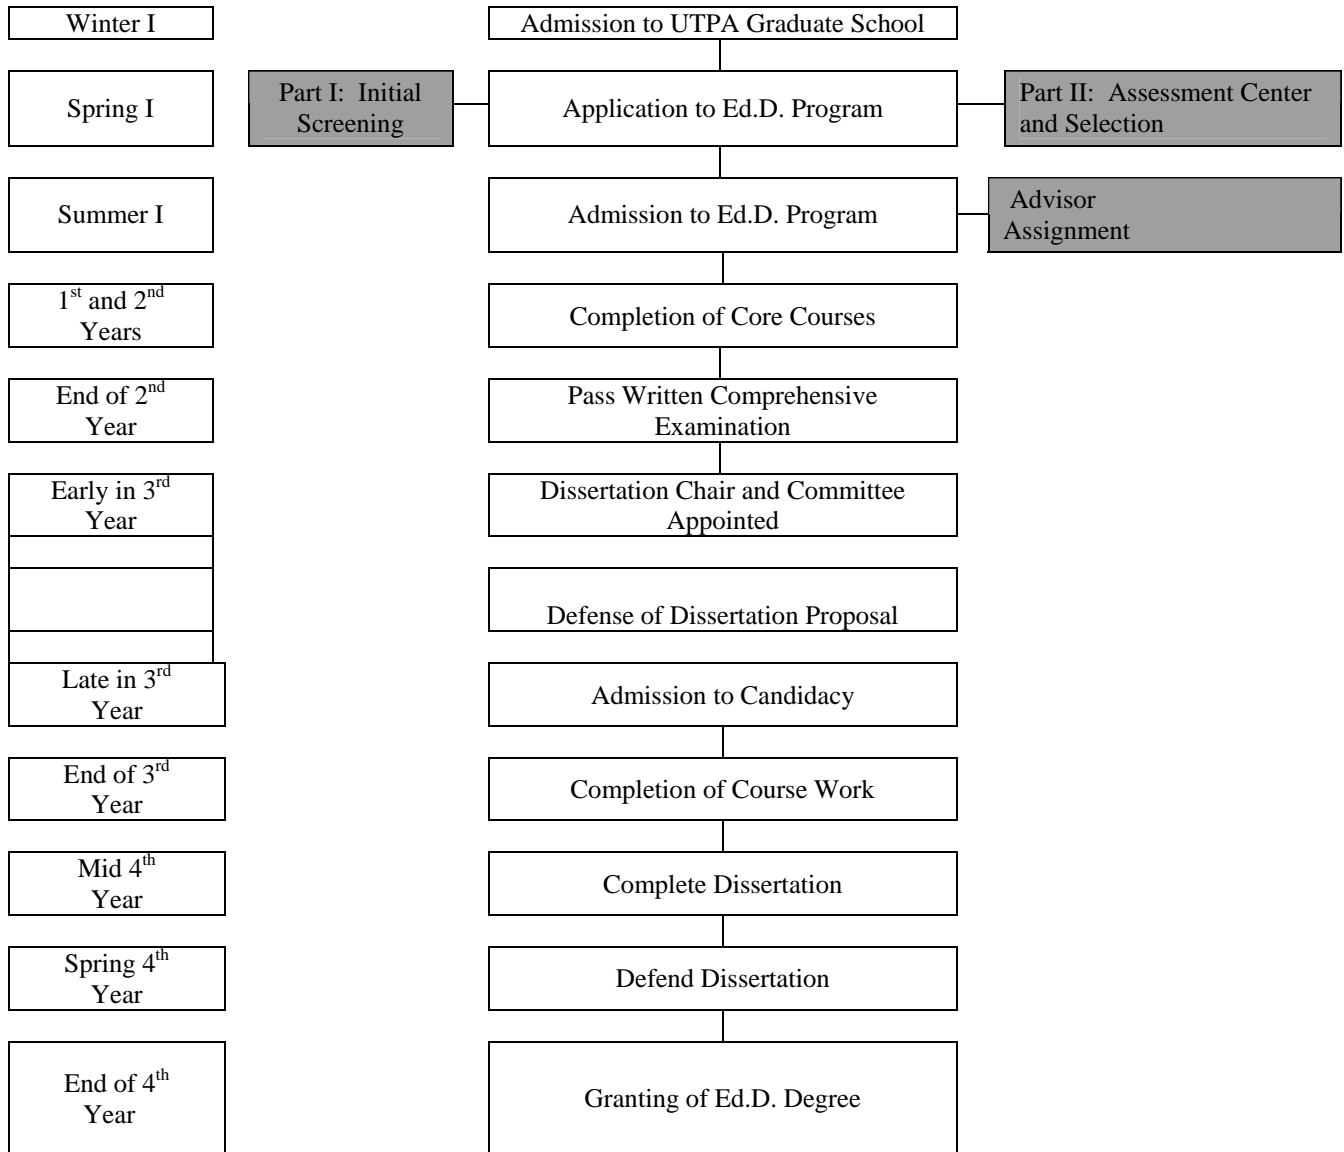 Winter I
Admission to UTPA Graduate School
Spring I
Part I: Initial
Screening
Application to Ed.D. Program
Part II: Assessment Center
and Selection
Summer I
Admission to Ed.D. Program
Advisor
Assignment
1st and 2nd
Years
Completion of Core Courses
End of 2nd
Year
Pass Written Comprehensive
Examination
Early in 3rd
Year
Dissertation Chair and Committee
Appointed
Defense of Dissertation Proposal
Late in 3rd
Year
Admission to Candidacy
End of 3rd
Year
Completion of Course Work
Mid 4th
Year
Complete Dissertation
Spring 4th
Year
Defend Dissertation
End of 4th
Year
Granting of Ed.D. Degree